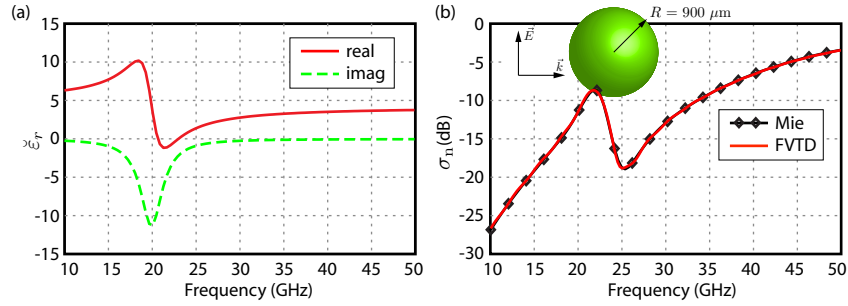 (a)
15
10
5
0
-5
-10
-15
ε̆r
real
imag
10 15 20 25 30 35 40 45 50
Frequency (GHz)
(b)
0
-5
-10
-15
-20
-25
-30
σn(dB)
E⃗
k⃗
R = 900 μm
Mie
FVTD
10 15 20 25 30 35 40 45 50
Frequency (GHz)